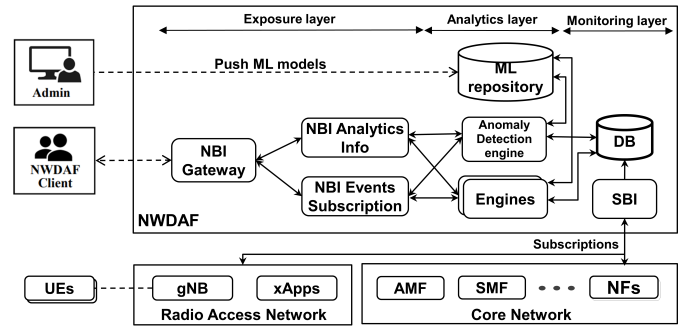 Exposure layer
Analytics layer
Monitoring layer
Admin
Push ML models
ML
repository
NWDAF
Client
NBI
Gateway
NBI Analytics
Info
NBI Events
Subscription
Anomaly
Detection
engine
Engines
DB
SBI
NWDAF
Subscriptions
UEs
gNB
xApps
Radio Access Network
AMF
SMF
NFs
Core Network